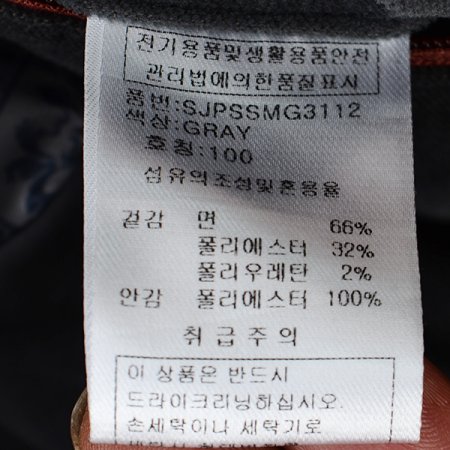 전기용품및생활용품안전
관리법에의한품질표시
품번:SJPSSMG3112
색상:GRAY
호칭:100
섬유의조성및혼용율
겉감 면 66%
폴리에스터 32%
폴리우레탄 2%
안감 폴리에스터 100%
취급주의
이 상품은 반드시
드라이크리닝하십시오.
손세탁이나 세탁기로